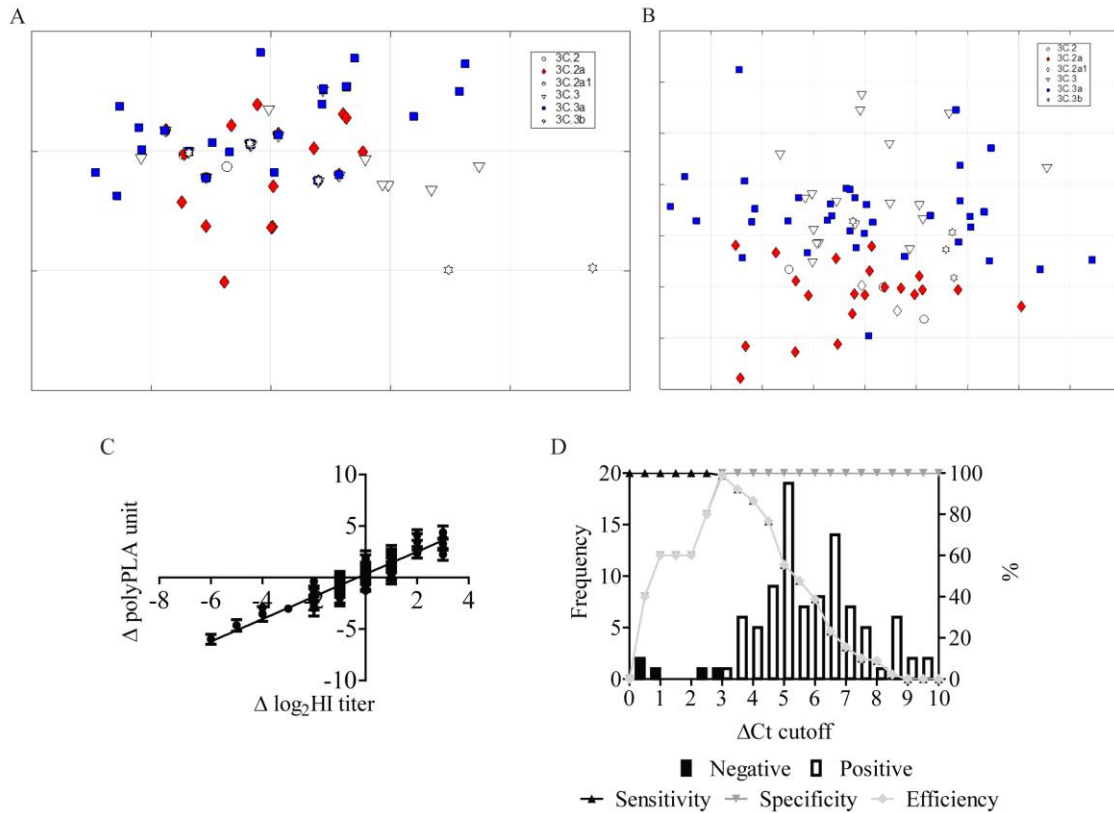 A
3C.2
3C.2a
3C.2a1
3C.3
3C.3a
3C.3b
B
3C.2
3C.2a
3C.2a1
3C.3
3C.3a
3C.3b
C
Δ polyPLA unit
10
5
-5
-10
-8 -6 -4 2 4
Δ log₂HI titer
D
Frequency
20
15
10
5
0
100
80
60
40
20
0
%
0 1 2 3 4 5 6 7 8 9 10
ΔCt cutoff
Negative Positive
Sensitivity Specificity Efficiency